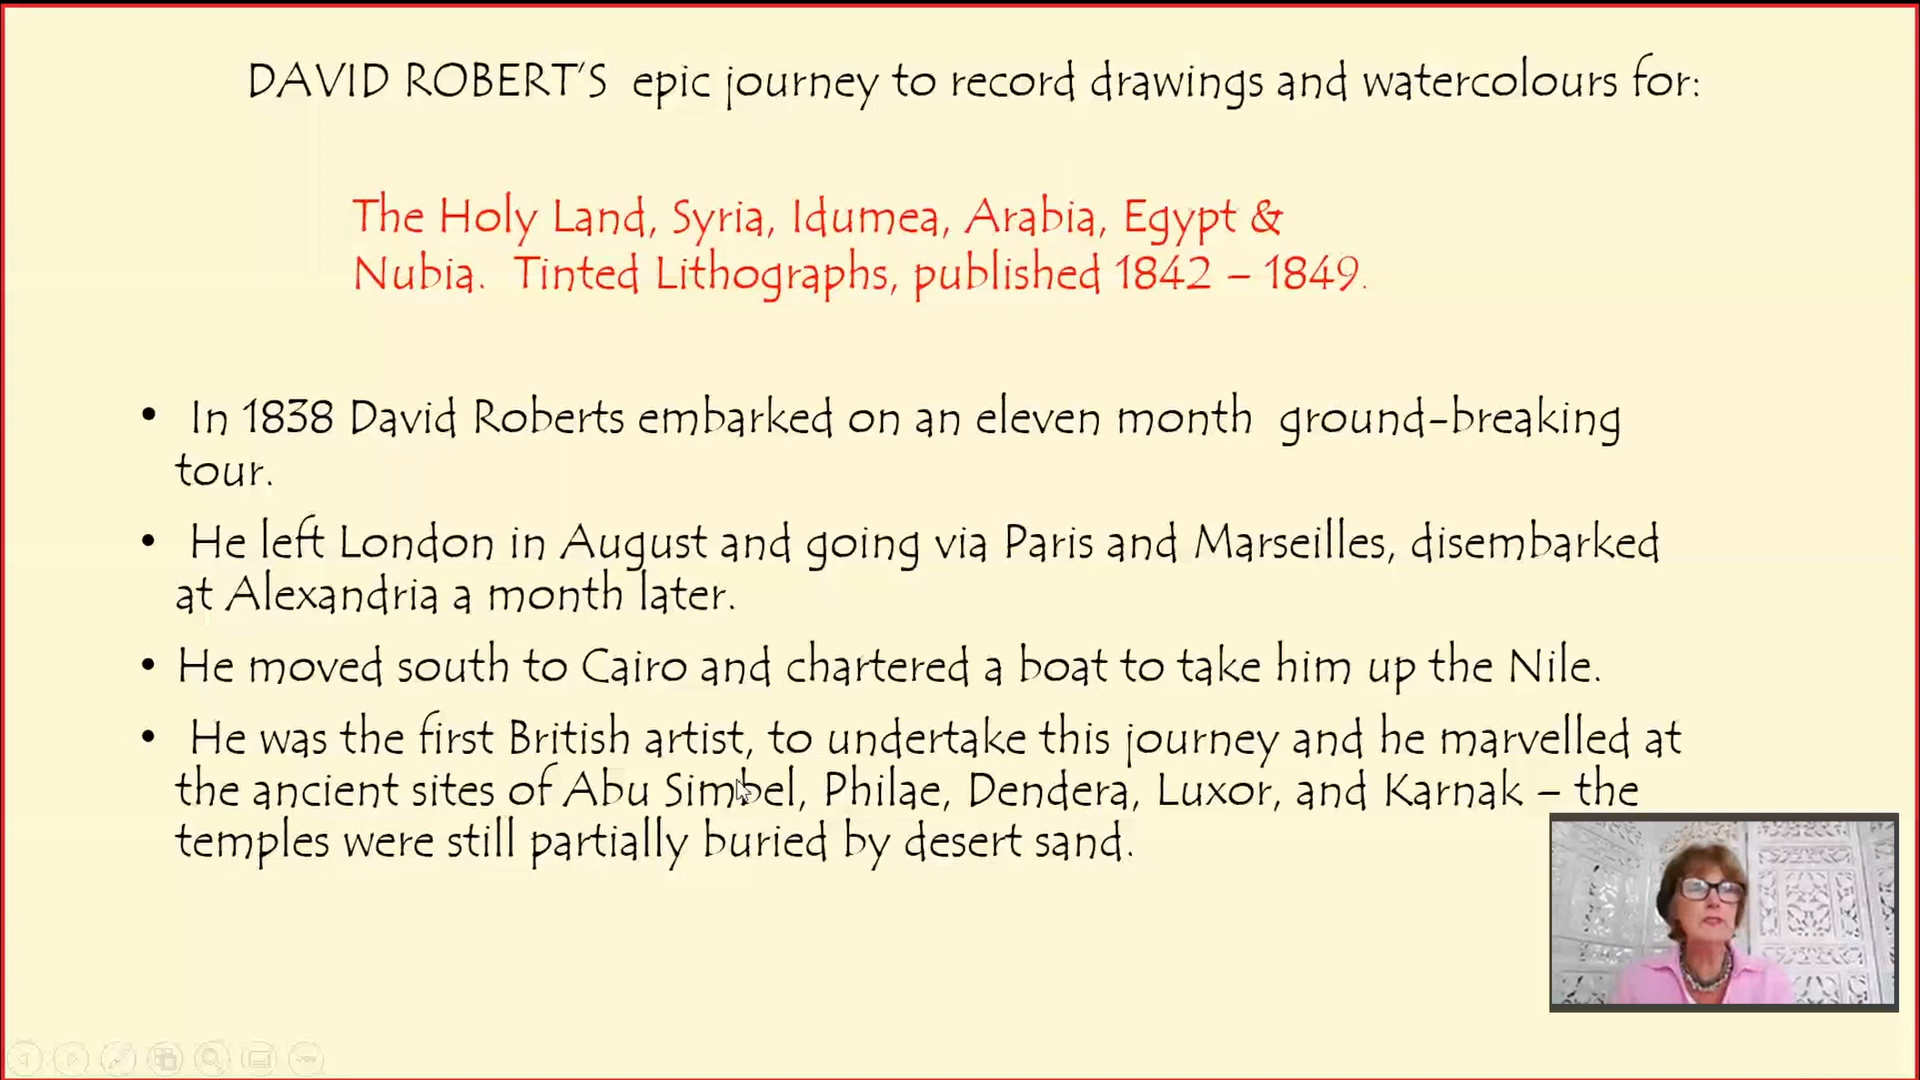 DAVID ROBERT'S epic journey to record drawings and watercolours for:
The Holy Land, Syria, Idumea, Arabia, Egypt &
Nubia. Tinted Lithographs, published 1842 – 1849.
• In 1838 David Roberts embarked on an eleven month ground-breaking
tour.
• He left London in August and going via Paris and Marseilles, disembarked
at Alexandria a month later.
• He moved south to Cairo and chartered a boat to take him up the Nile.
• He was the first British artist, to undertake this journey and he marvelled at
the ancient sites of Abu Simbel, Philae, Dendera, Luxor, and Karnak – the
temples were still partially buried by desert sand.